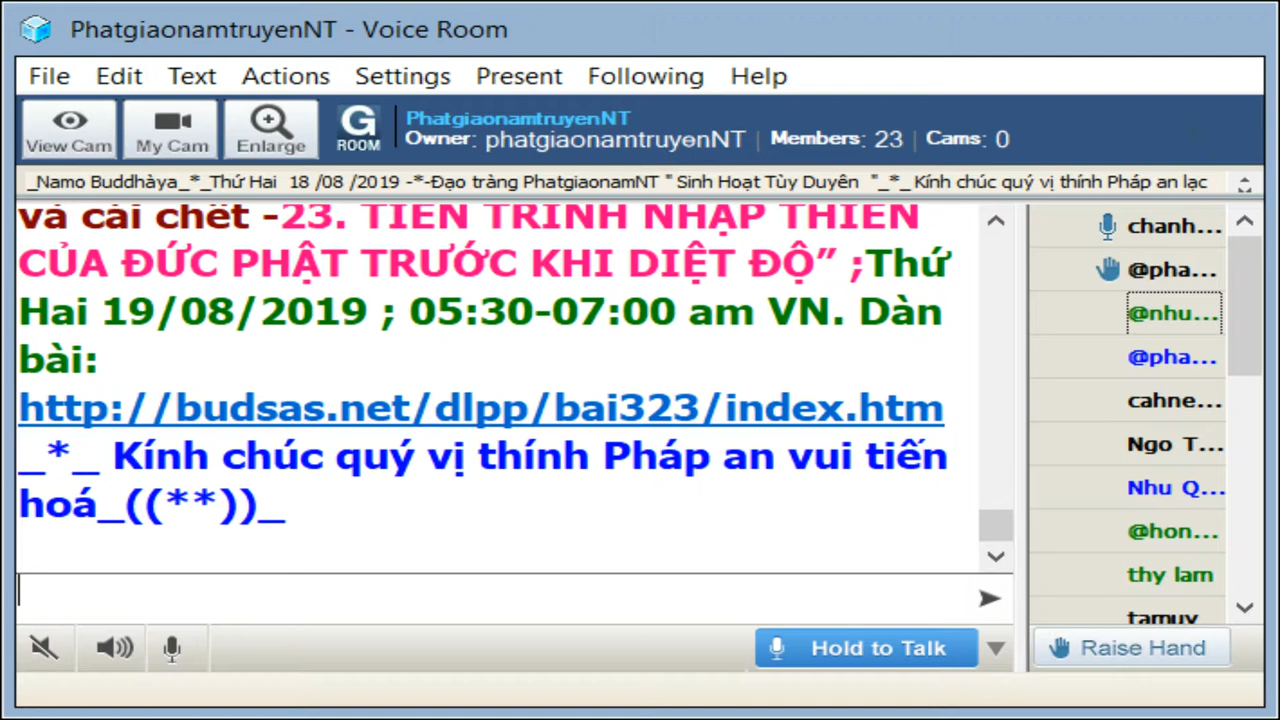 PhatgiaonamtruyenNT - Voice Room
File Edit Text Actions Settings Present Following Help
View Cam My Cam Enlarge G ROOM
PhatgiaonamtruyenNT
Owner: phatgiaonamtruyenNT | Members: 23 | Cams: 0
_Namo Buddhàya_*_Thứ Hai 18 /08 /2019 -*-Đạo tràng PhatgiaonamNT " Sinh Hoạt Tùy Duyên "_*_ Kính chúc quý vị thính Pháp an lạc
và cái chết -23. TIẾN TRÌNH NHẬP THIỀN
CỦA ĐỨC PHẬT TRƯỚC KHI DIỆT ĐỘ” ;Thứ
Hai 19/08/2019 ; 05:30-07:00 am VN. Dàn
bài:
http://budsas.net/dlpp/bai323/index.htm
_*_ Kính chúc quý vị thính Pháp an vui tiến
hoá_((**))_
chanh...
@pha...
@nhu...
@pha...
cahne...
Ngo T...
Nhu Q...
@hon...
thy lam
tamuy
Hold to Talk
Raise Hand